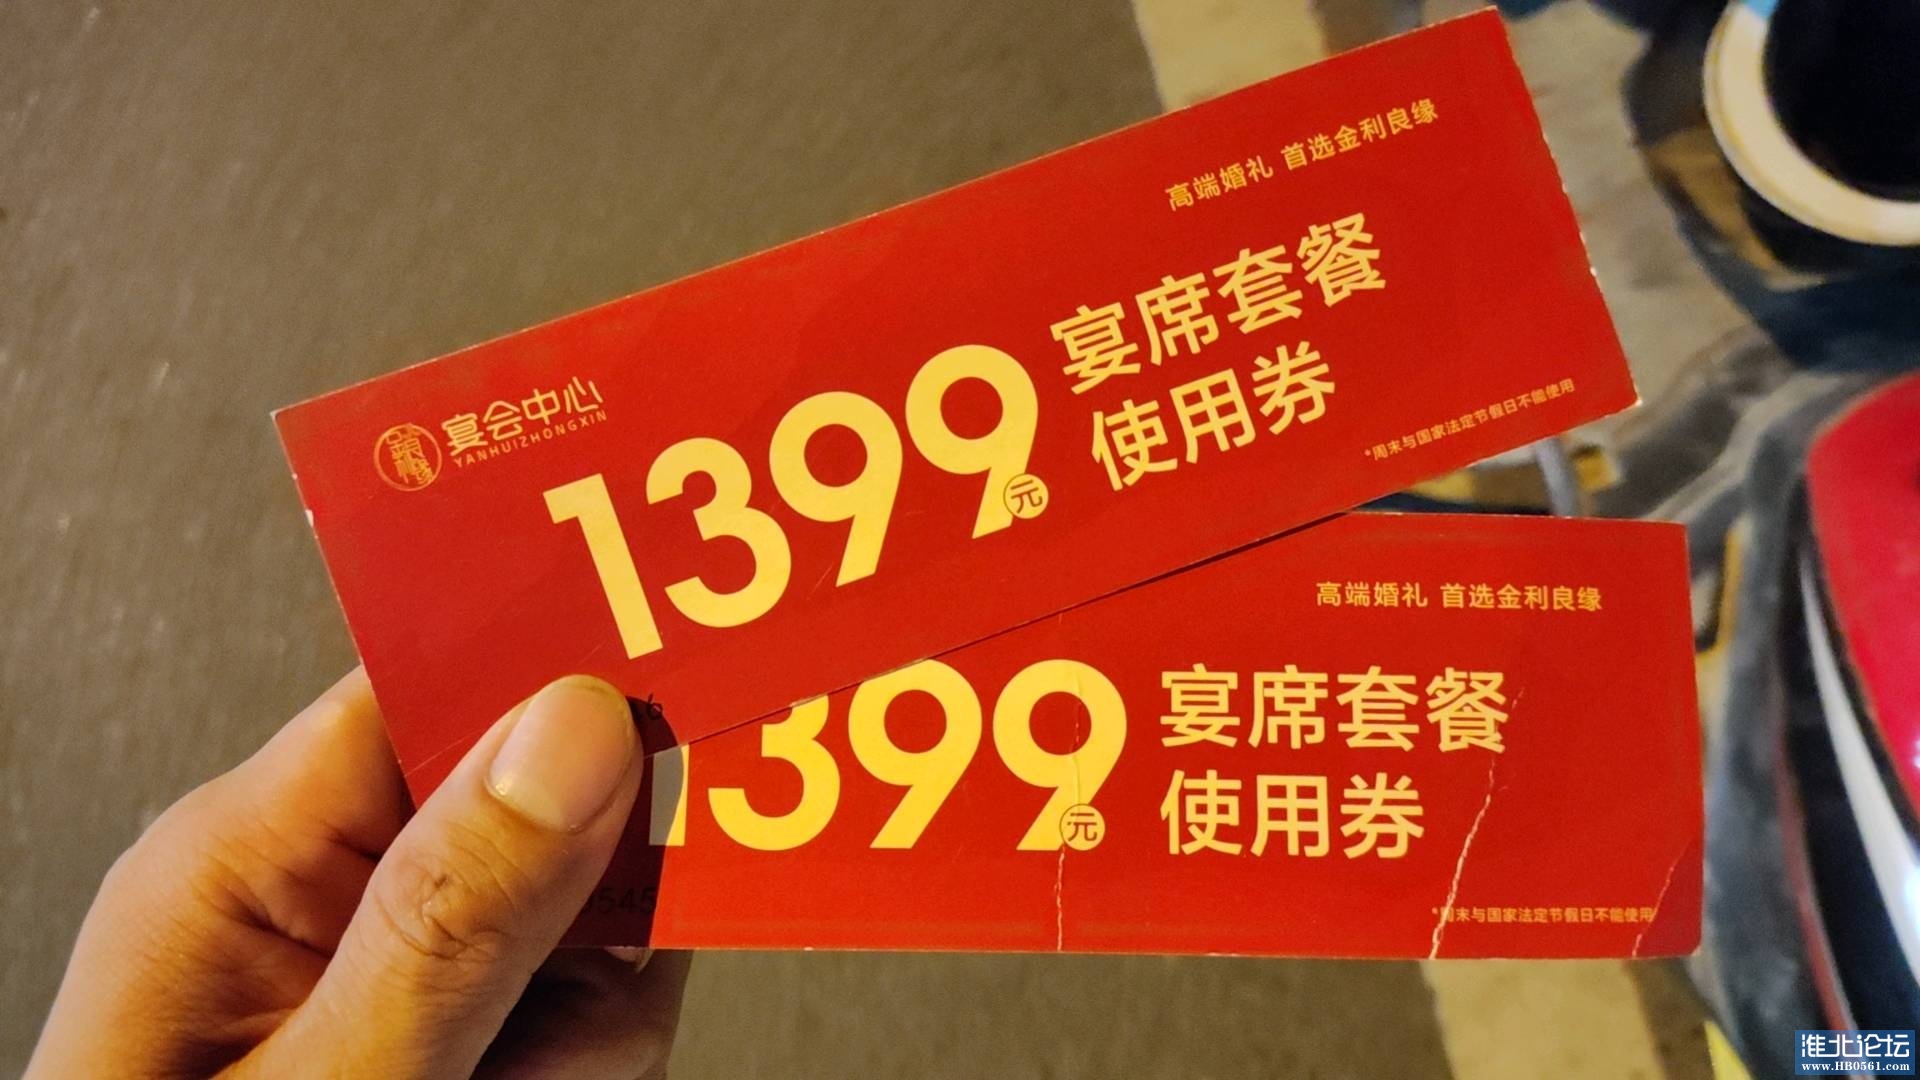 高端婚礼 首选金利良缘
宴会中心
YANHUIZHONGXIN
1399元
宴席套餐
使用券
*周末与国家法定节假日不能使用
6
高端婚礼 首选金利良缘
1399元
宴席套餐
使用券
*周末与国家法定节假日不能使用
545
淮北论坛
www.HB0561.com